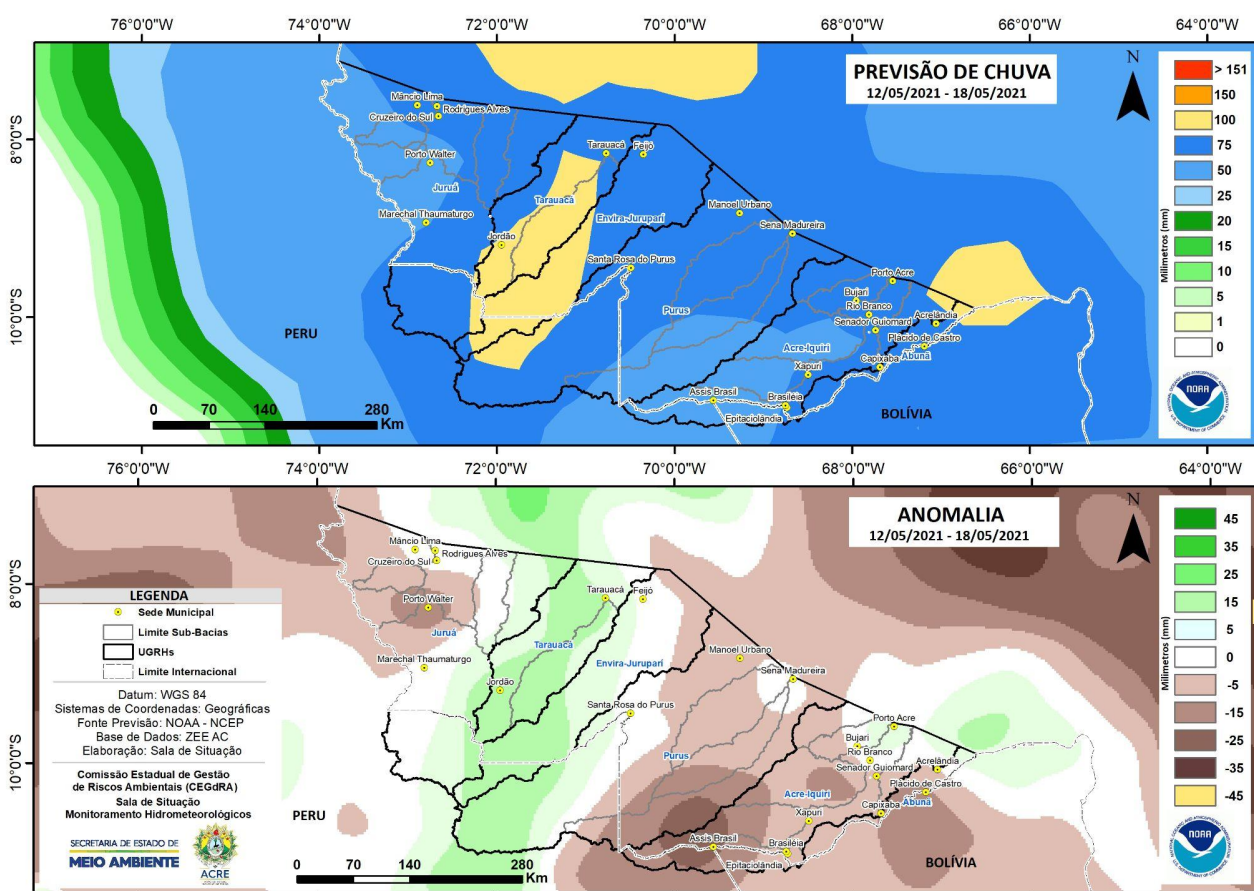 76°0'0"W 74°0'0"W 72°0'0"W 70°0'0"W 68°0'0"W 66°0'0"W 64°0'0"W
N
PREVISÃO DE CHUVA
12/05/2021 - 18/05/2021
> 151
150
100
75
50
25
20
15
10
5
1
0
Milímetros (mm)
NOAA
8°0'0"S
10°0'0"S
Mâncio Lima
Rodrigues Alves
Cruzeiro do Sul
Porto Walter
Juruá
Marechal Thaumaturgo
Tarauacá
Feijó
Tarauacá
Envira-Jurupari
Jordão
Manoel Urbano
Sena Madureira
Santa Rosa do Purus
Porto Acre
Bujari
Rio Branco
Purus
Senador Guiomard
Acrelândia
Plácido de Castro
Acre-Iquiri
Abunã
Capixaba
Xapuri
Assis Brasil
Brasiléia
Epitaciolândia
PERU
BOLÍVIA
0 70 140 280
Km
76°0'0"W 74°0'0"W 72°0'0"W 70°0'0"W 68°0'0"W 66°0'0"W 64°0'0"W
N
ANOMALIA
12/05/2021 - 18/05/2021
45
35
25
15
5
0
-5
-15
-25
-35
-45
Milímetros (mm)
NOAA
8°0'0"S
10°0'0"S
Mâncio Lima
Rodrigues Alves
Cruzeiro do Sul
Porto Walter
Juruá
Marechal Thaumaturgo
Tarauacá
Feijó
Tarauacá
Envira-Jurupari
Jordão
Manoel Urbano
Sena Madureira
Santa Rosa do Purus
Porto Acre
Bujari
Rio Branco
Purus
Senador Guiomard
Acrelândia
Plácido de Castro
Acre-Iquiri
Abunã
Capixaba
Xapuri
Assis Brasil
Brasiléia
Epitaciolândia
PERU
BOLÍVIA
0 70 140 280
Km
LEGENDA
Sede Municipal
Limite Sub-Bacias
UGRHs
Limite Internacional
Datum: WGS 84
Sistemas de Coordenadas: Geográficas
Fonte Previsão: NOAA - NCEP
Base de Dados: ZEE AC
Elaboração: Sala de Situação
Comissão Estadual de Gestão
de Riscos Ambientais (CEGdRA)
Sala de Situação
Monitoramento Hidrometeorológicos
SECRETARIA DE ESTADO DE
MEIO AMBIENTE
ACRE